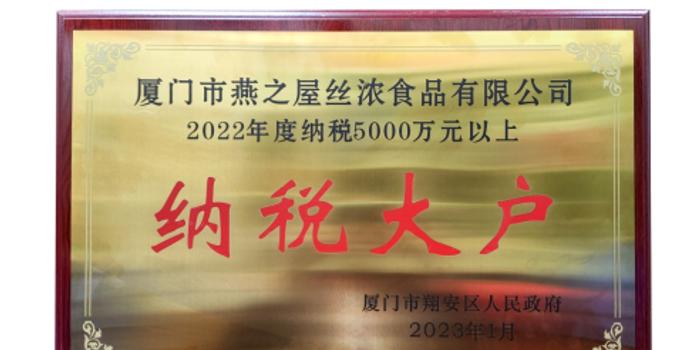 厦门市燕之屋丝浓食品有限公司
2022年度纳税5000万元以上
纳税大户
厦门市翔安区人民政府
2023年1月